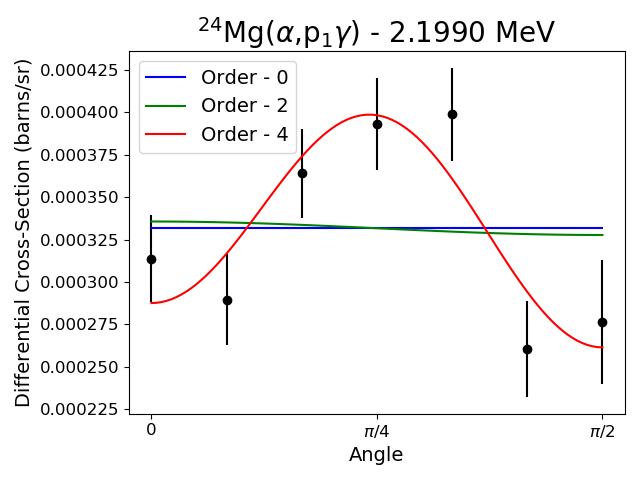 ²⁴Mg(α,p₁γ) - 2.1990 MeV
Order - 0
Order - 2
Order - 4
Differential Cross-Section (barns/sr)
0.000425
0.000400
0.000375
0.000350
0.000325
0.000300
0.000275
0.000250
0.000225
0
π/4
π/2
Angle